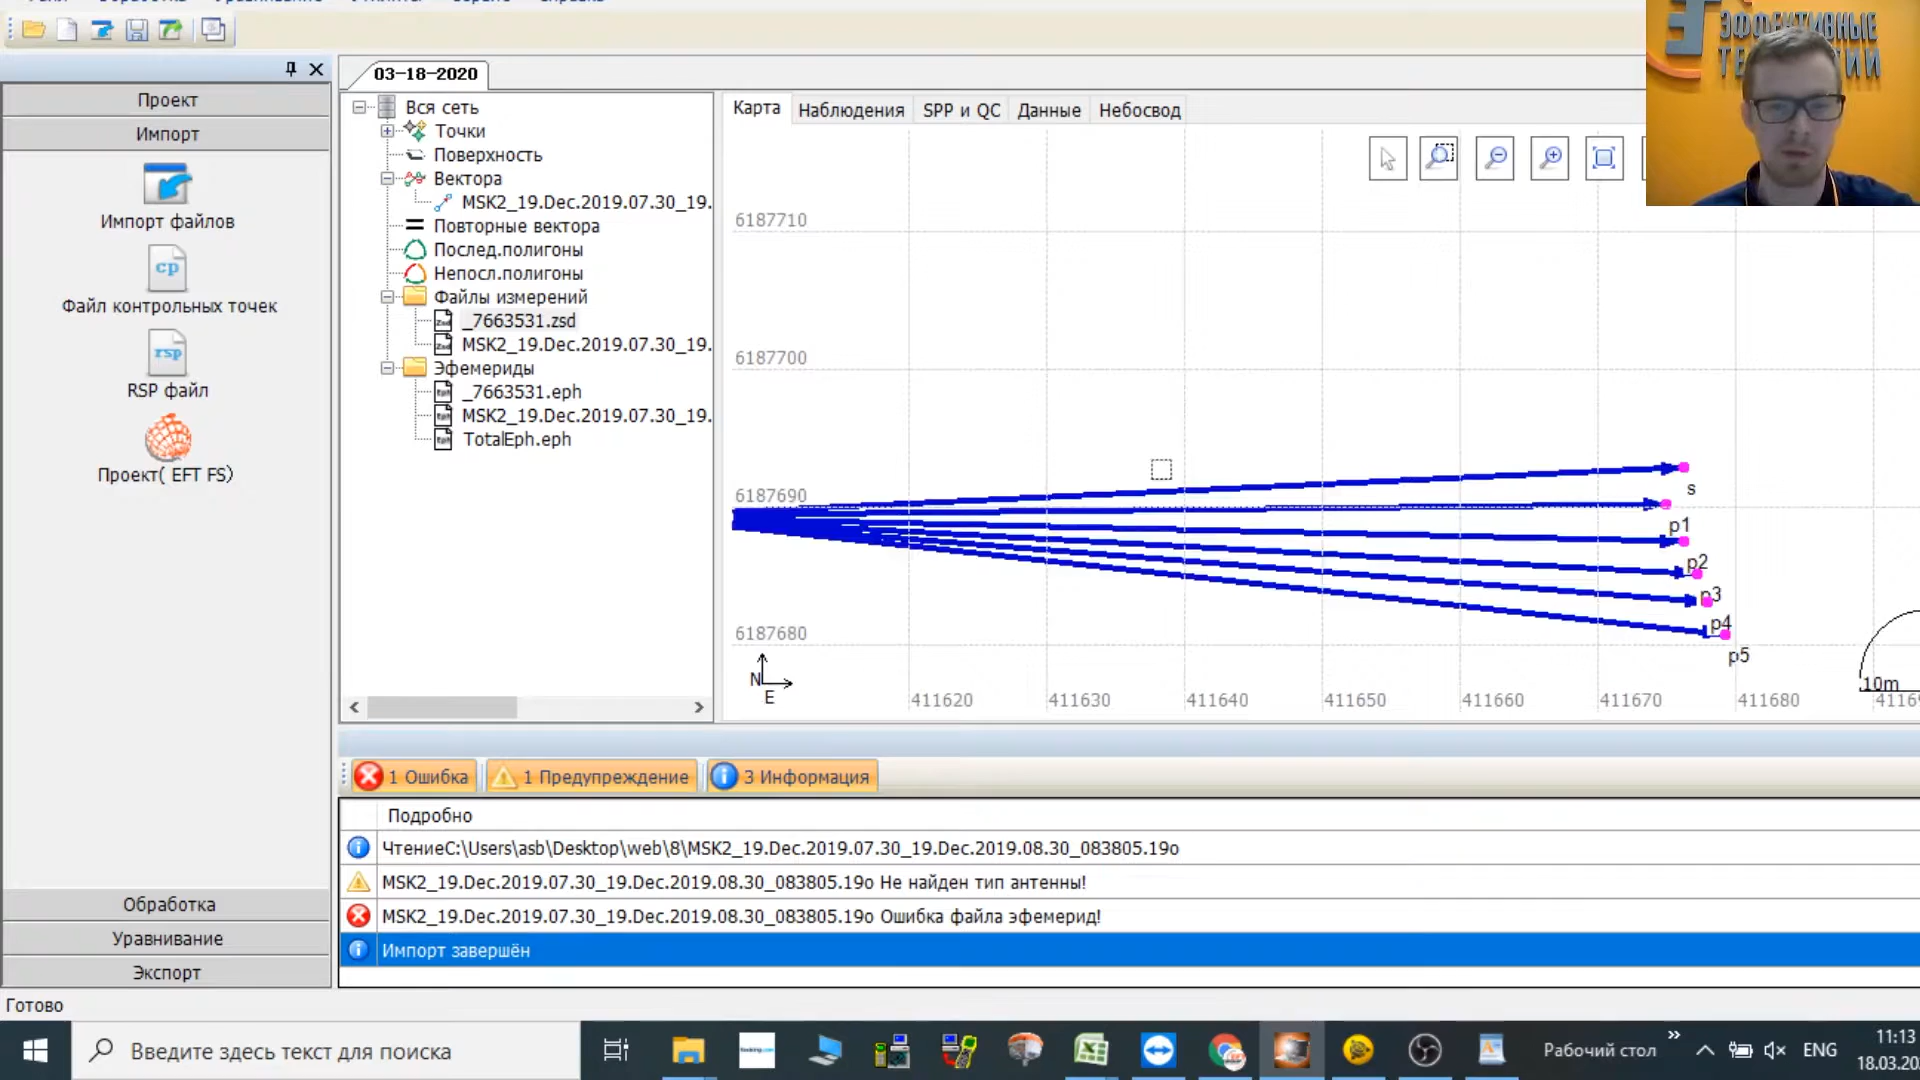 ЭФФЕКТИВНЫЕ
03-18-2020
Проект
Импорт
Импорт файлов
cp
Файл контрольных точек
rsp
RSP файл
Проект( EFT FS)
Обработка
Уравнивание
Экспорт
Вся сеть
Точки
Поверхность
Вектора
MSK2_19.Dec.2019.07.30_19.
Повторные вектора
Послед.полигоны
Непосл.полигоны
Файлы измерений
_7663531.zsd
MSK2_19.Dec.2019.07.30_19.
Эфемериды
_7663531.eph
MSK2_19.Dec.2019.07.30_19.
TotalEph.eph
Карта Наблюдения SPP и QC Данные Небосвод
6187710
6187700
6187690
6187680
s
p1
p2
p3
p4
p5
N
E
10m
411620 411630 411640 411650 411660 411670 411680
1 Ошибка 1 Предупреждение 3 Информация
Подробно
ЧтениеC:\Users\asb\Desktop\web\8\MSK2_19.Dec.2019.07.30_19.Dec.2019.08.30_083805.19o
MSK2_19.Dec.2019.07.30_19.Dec.2019.08.30_083805.19o Не найден тип антенны!
MSK2_19.Dec.2019.07.30_19.Dec.2019.08.30_083805.19o Ошибка файла эфемерид!
Импорт завершён
Готово
Введите здесь текст для поиска
Рабочий стол
ENG
11:13
18.03.20